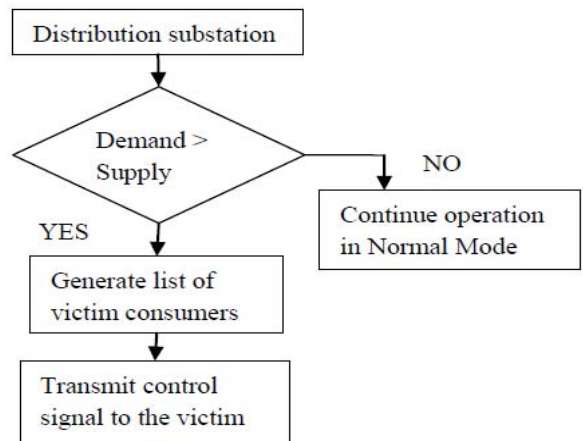 Distribution substation
Demand >
Supply
NO
YES
Continue operation
in Normal Mode
Generate list of
victim consumers
Transmit control
signal to the victim